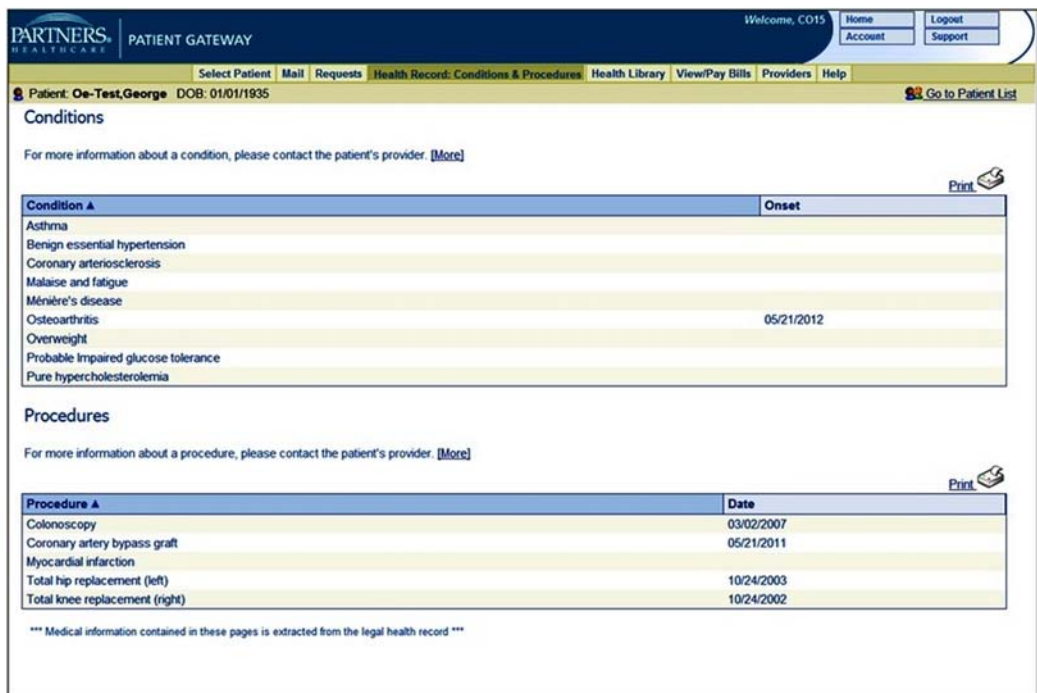 Welcome, CO15 Home Logout
PARTNERS® PATIENT GATEWAY Account Support
HEALTHCARE
Select Patient Mail Requests Health Record: Conditions & Procedures Health Library View/Pay Bills Providers Help
Patient: Oe-Test,George DOB: 01/01/1935 Go to Patient List
Conditions
For more information about a condition, please contact the patient's provider. [More]
Print
Condition ▲ Onset
Asthma
Benign essential hypertension
Coronary arteriosclerosis
Malaise and fatigue
Ménière's disease
Osteoarthritis 05/21/2012
Overweight
Probable Impaired glucose tolerance
Pure hypercholesterolemia
Procedures
For more information about a procedure, please contact the patient's provider. [More]
Print
Procedure ▲ Date
Colonoscopy 03/02/2007
Coronary artery bypass graft 05/21/2011
Myocardial infarction
Total hip replacement (left) 10/24/2003
Total knee replacement (right) 10/24/2002
*** Medical information contained in these pages is extracted from the legal health record ***